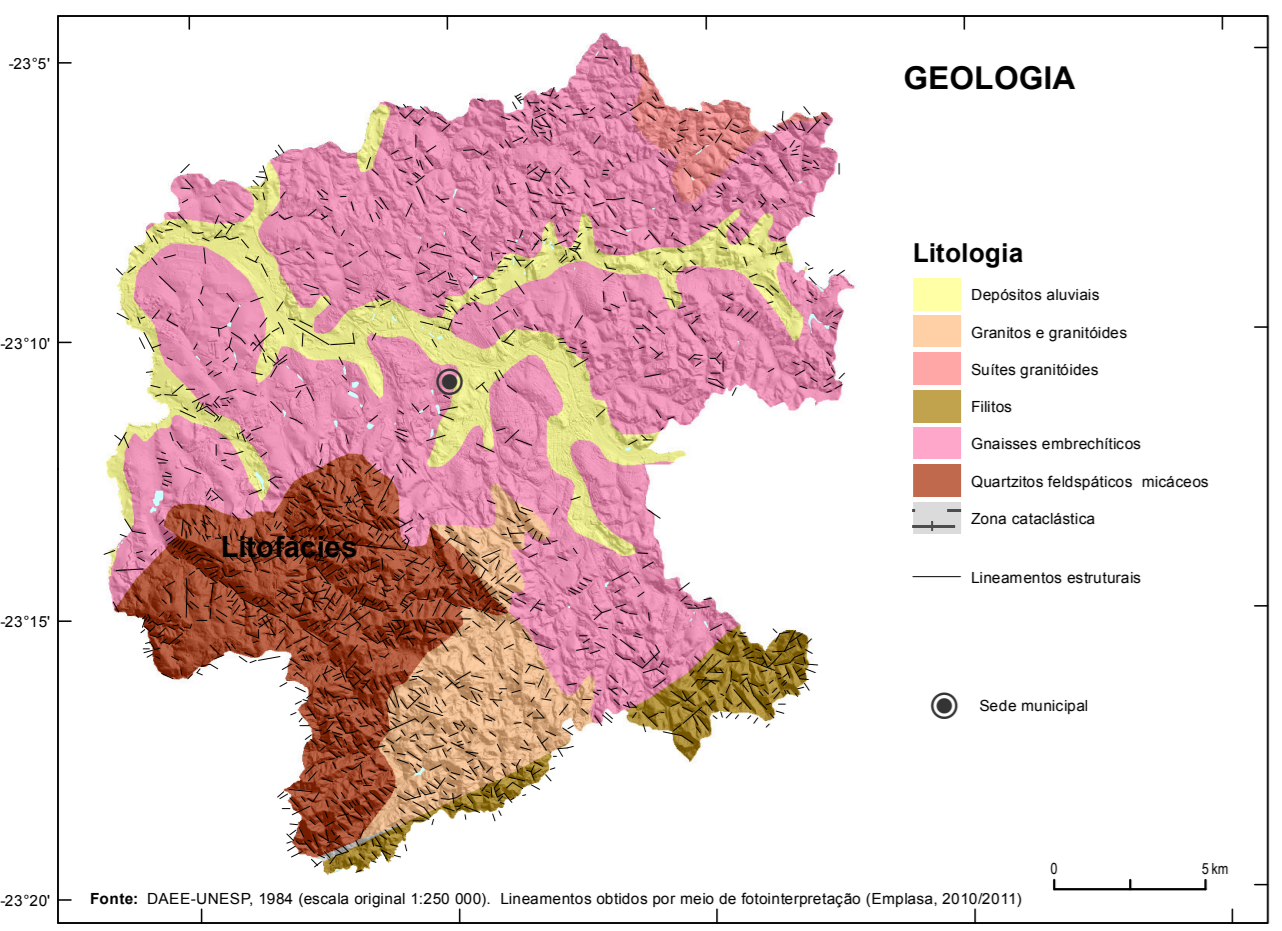 GEOLOGIA
-23°5'
-23°10'
-23°15'
-23°20'
Litofácies
Litologia
Depósitos aluviais
Granitos e granitóides
Suítes granitóides
Filitos
Gnaisses embrechíticos
Quartzitos feldspáticos micáceos
Zona cataclástica
Lineamentos estruturais
Sede municipal
0 5 km
Fonte: DAEE-UNESP, 1984 (escala original 1:250 000). Lineamentos obtidos por meio de fotointerpretação (Emplasa, 2010/2011)